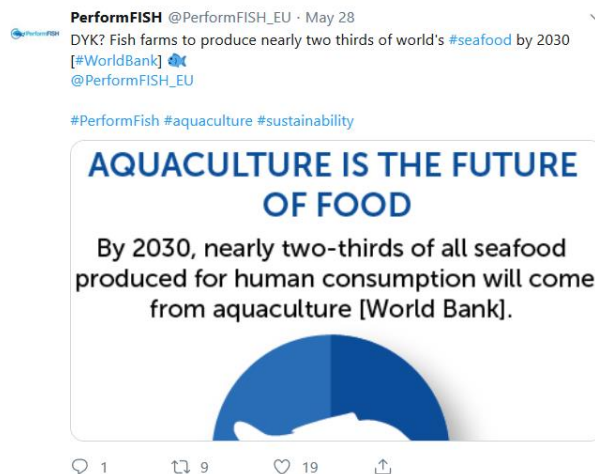 PerformFISH @PerformFISH_EU · May 28
DYK? Fish farms to produce nearly two thirds of world's #seafood by 2030
[#WorldBank]
@PerformFISH_EU
#PerformFish #aquaculture #sustainability
AQUACULTURE IS THE FUTURE
OF FOOD
By 2030, nearly two-thirds of all seafood
produced for human consumption will come
from aquaculture [World Bank].
1 9 19